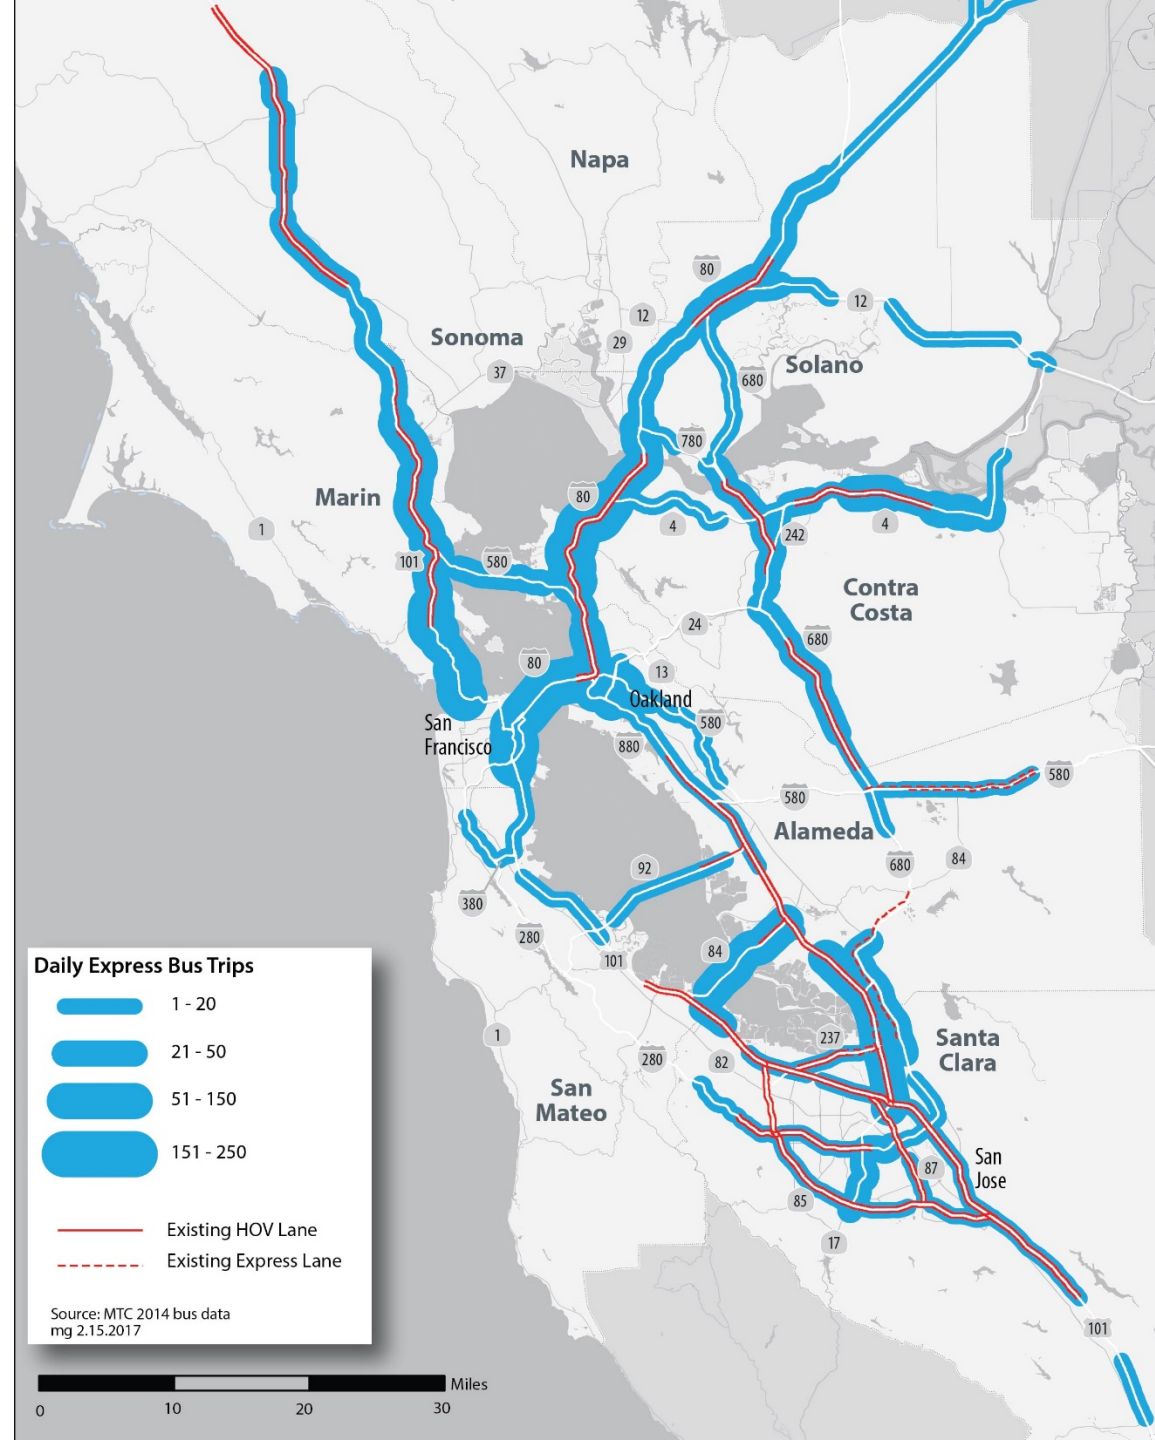 Napa
80
12
12
Sonoma
29
Solano
37
680
780
Marin
80
1
4
242
4
101
580
Contra
Costa
24
680
80
13
Oakland
San
Francisco
580
880
580
580
Alameda
92
680
84
380
280
84
101
Daily Express Bus Trips
1 - 20
21 - 50
51 - 150
151 - 250
Existing HOV Lane
Existing Express Lane
Source: MTC 2014 bus data
mg 2.15.2017
1
237
Santa
Clara
280
82
San
Mateo
San
Jose
87
85
17
101
Miles
0
10
20
30